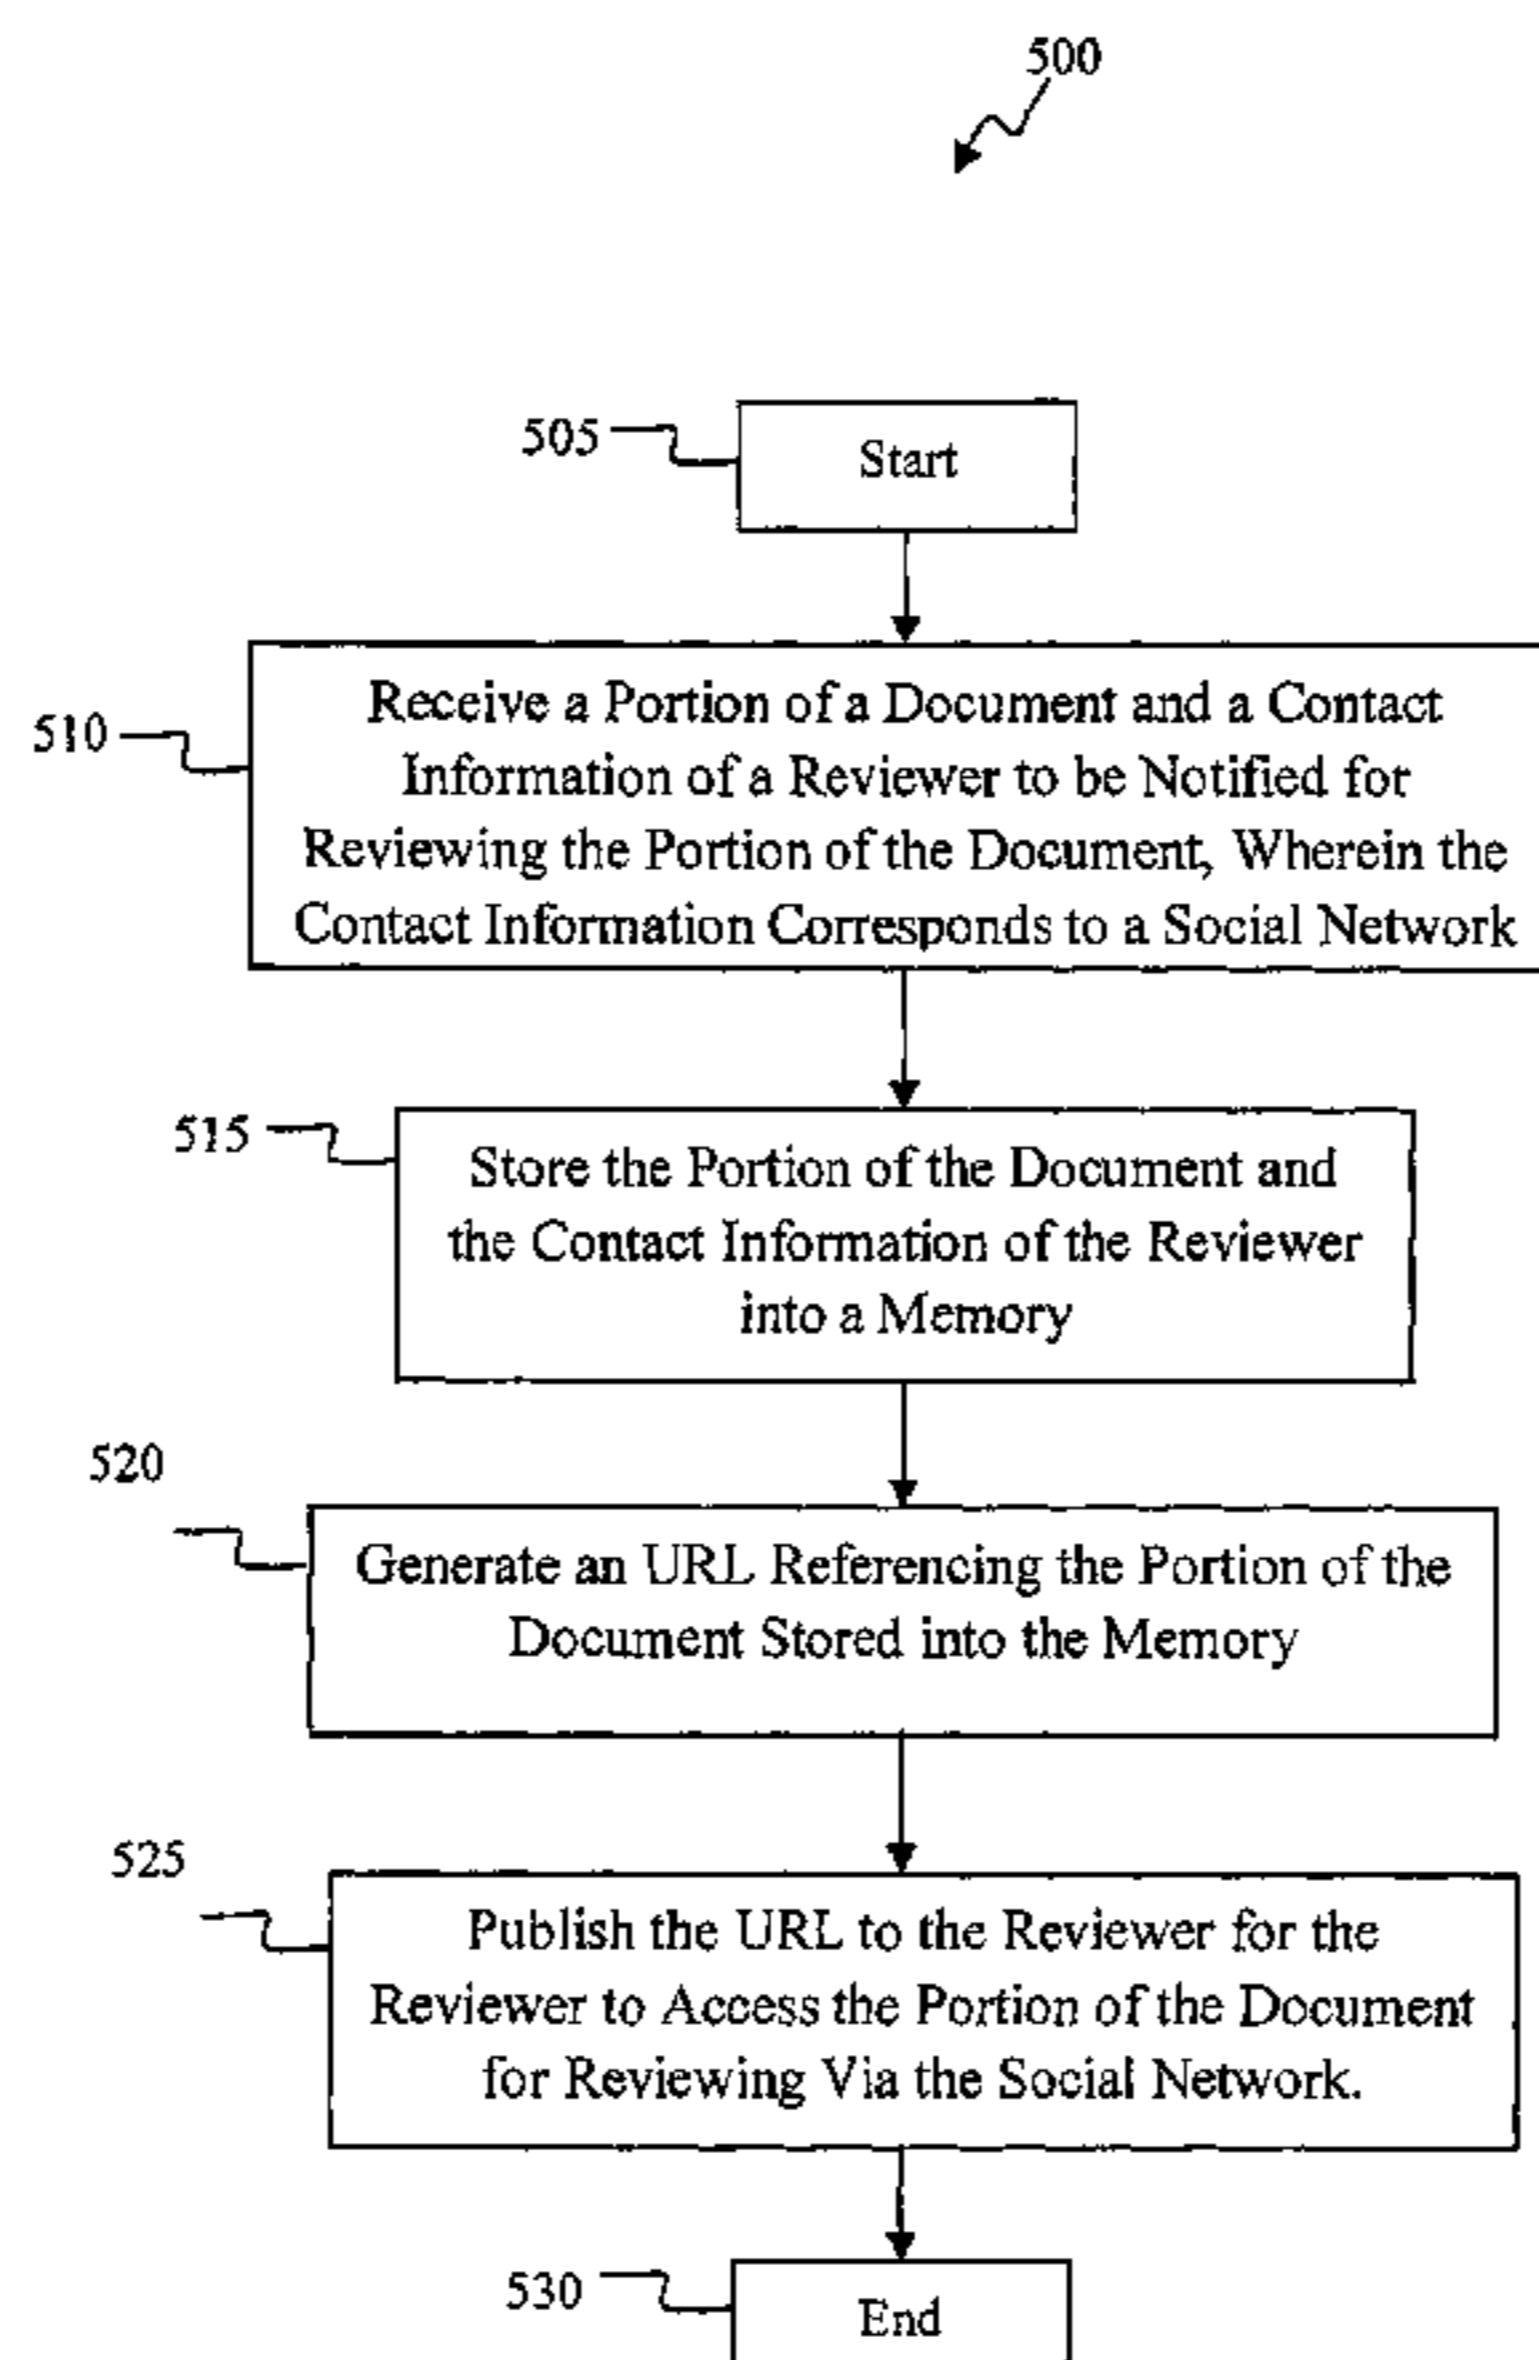 500
505
Start
510
Receive a Portion of a Document and a Contact
Information of a Reviewer to be Notified for
Reviewing the Portion of the Document, Wherein the
Contact Information Corresponds to a Social Network
515
Store the Portion of the Document and
the Contact Information of the Reviewer
into a Memory
520
Generate an URL Referencing the Portion of the
Document Stored into the Memory
525
Publish the URL to the Reviewer for the
Reviewer to Access the Portion of the Document
for Reviewing Via the Social Network.
530
End